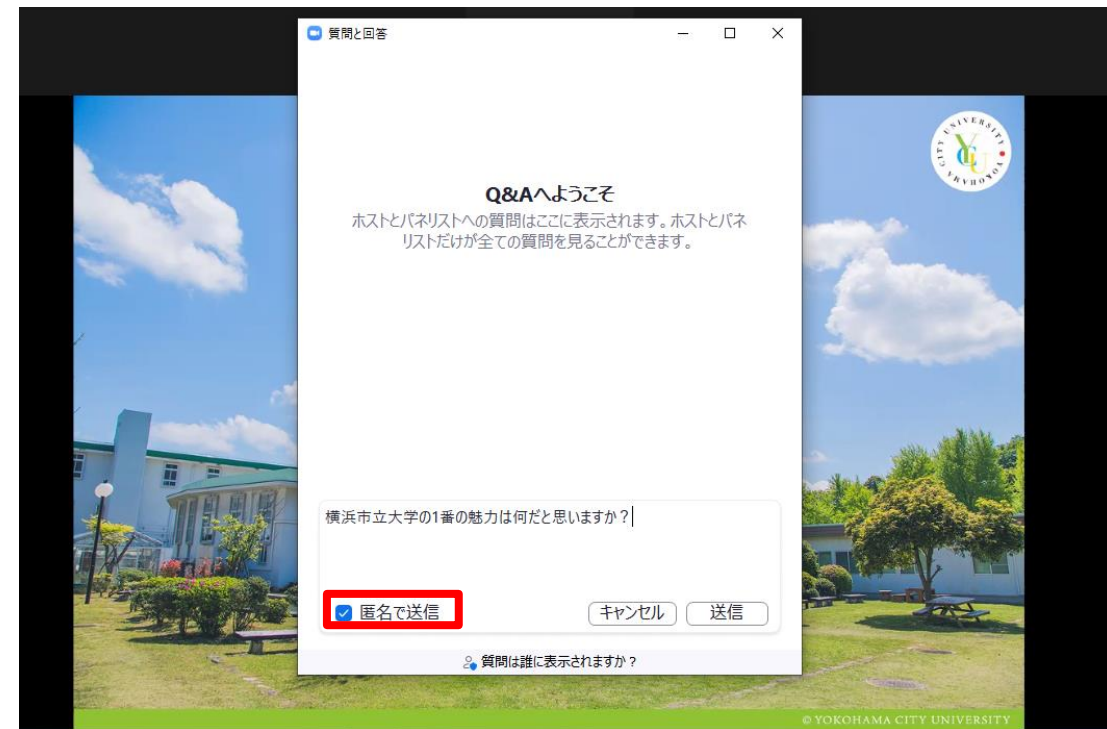 質問と回答
YOKOHAMA CITY UNIVERSITY
YCU
Q&Aへようこそ
ホストとパネリストへの質問はここに表示されます。ホストとパネ
リストだけが全ての質問を見ることができます。
横浜市立大学の1番の魅力は何だと思いますか?
匿名で送信
キャンセル
送信
質問は誰に表示されますか?
© YOKOHAMA CITY UNIVERSITY